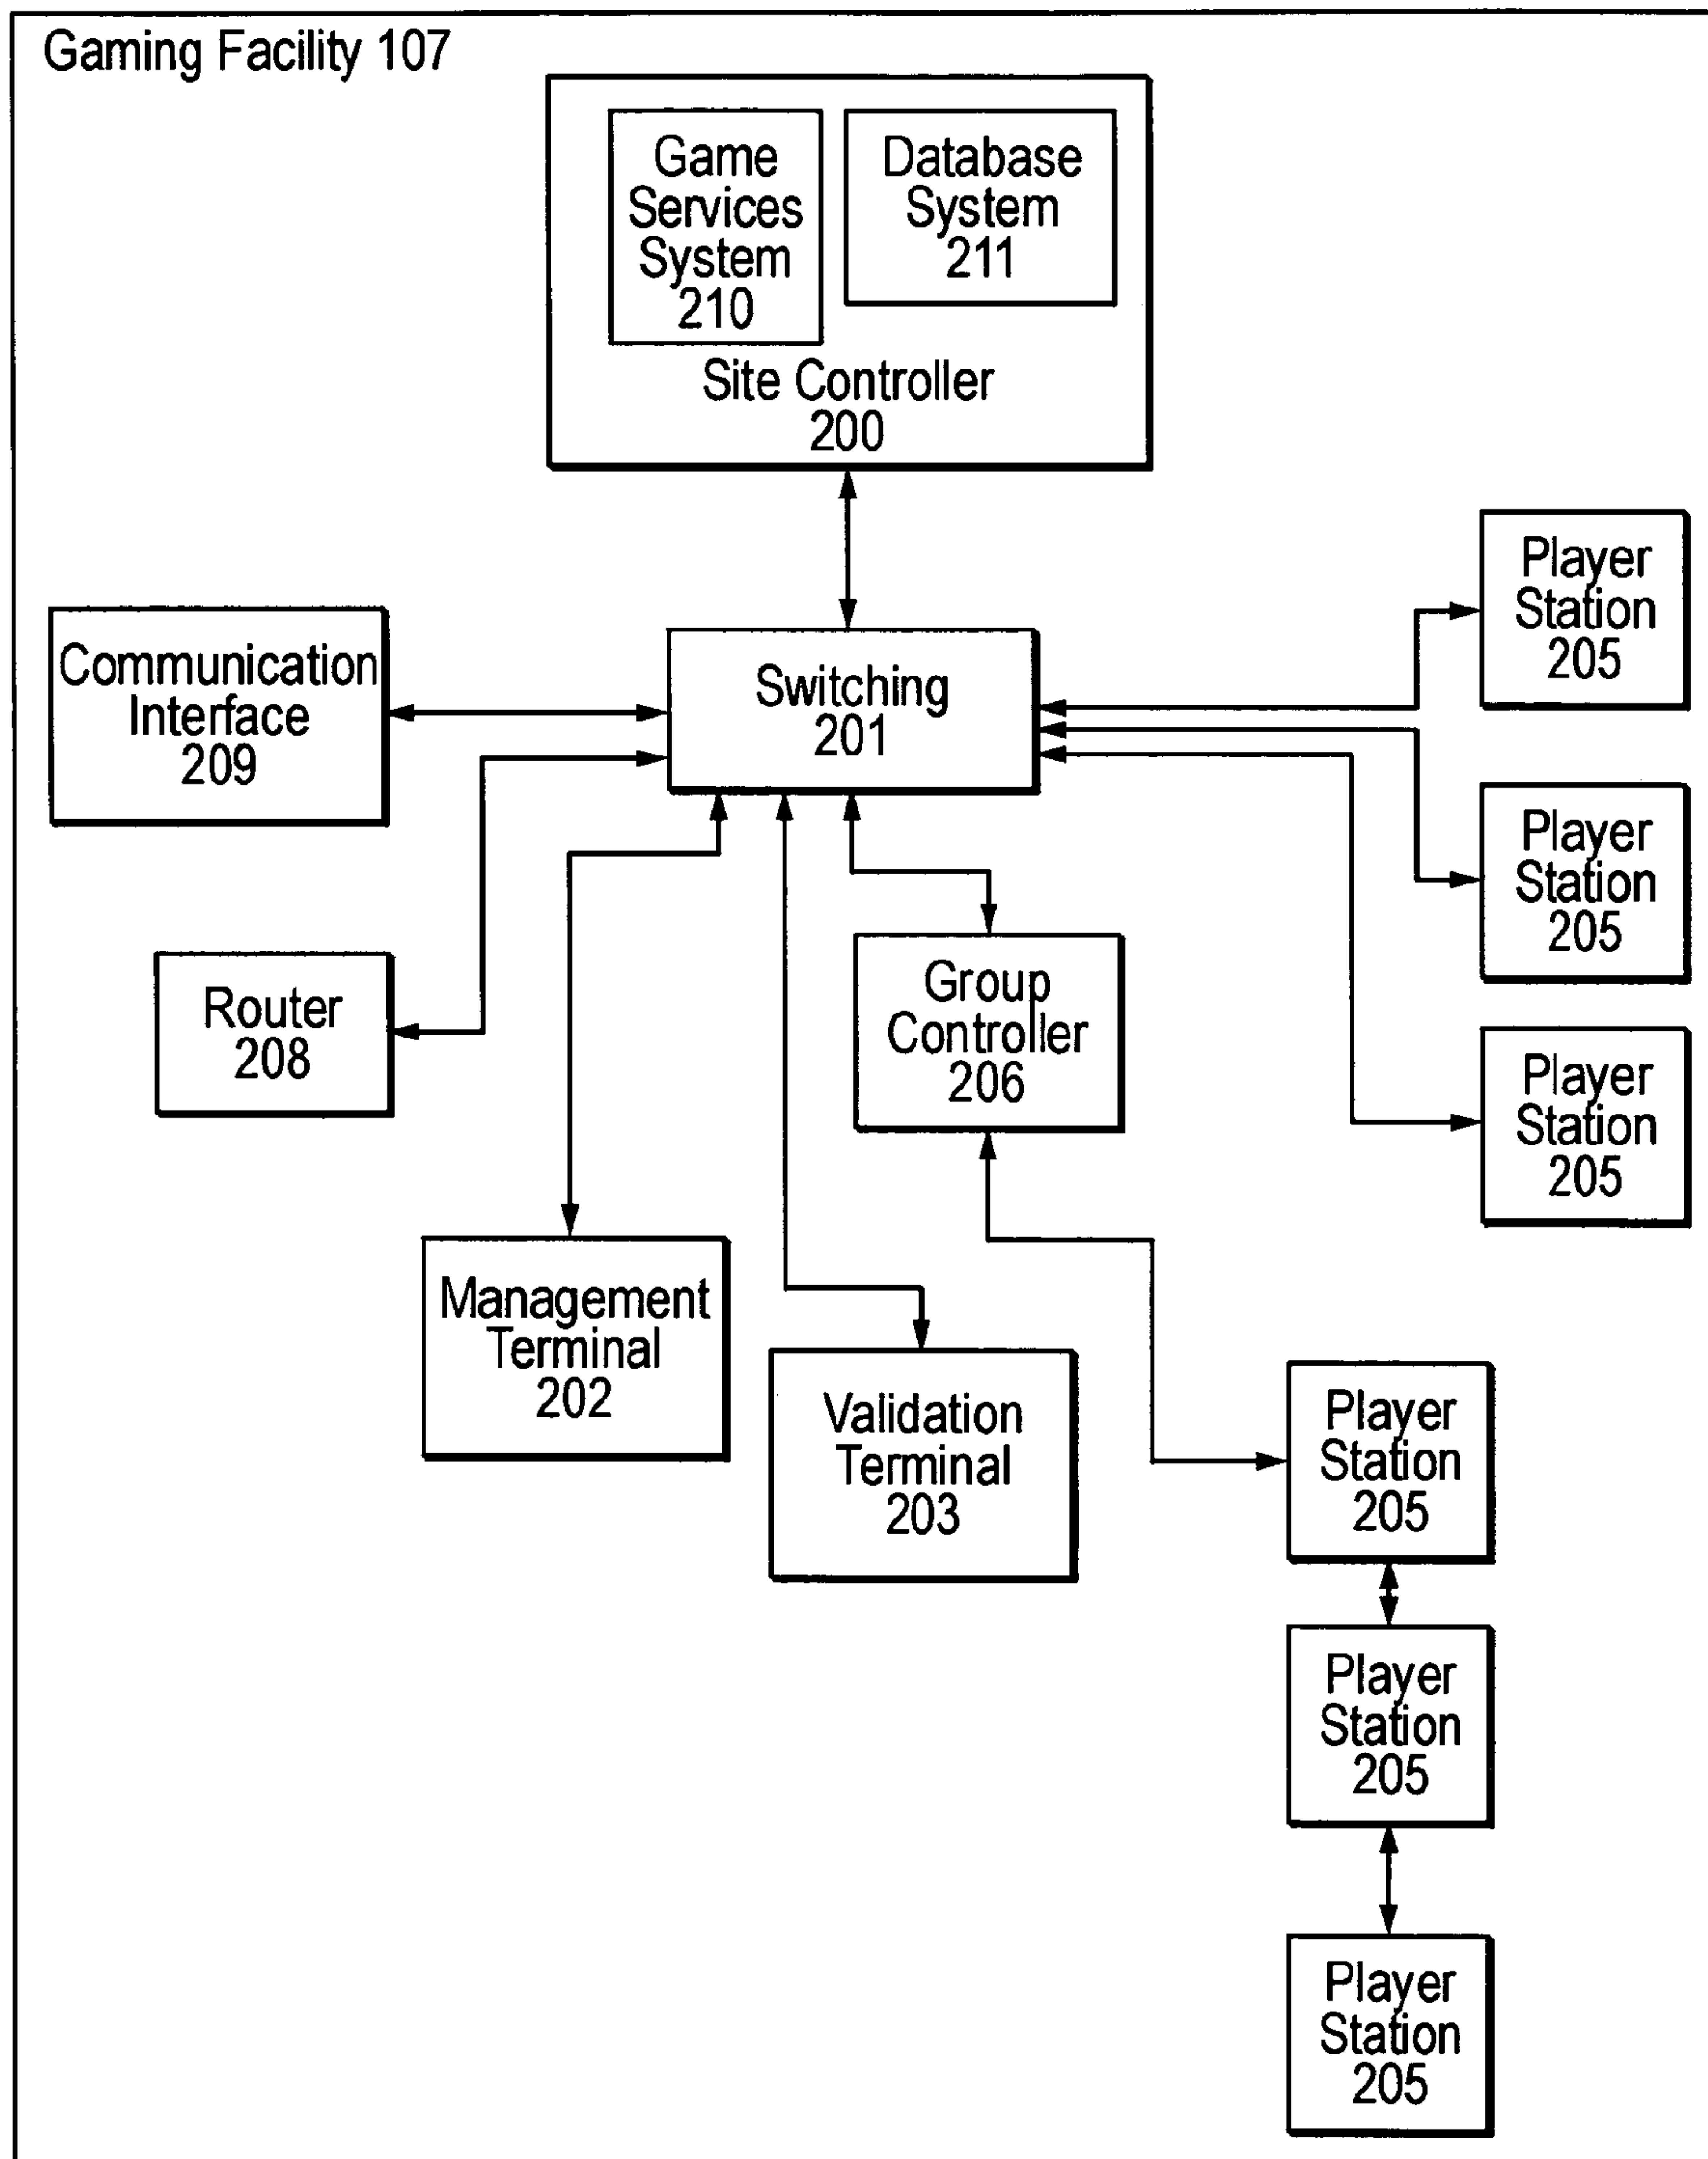 Gaming Facility 107
Game
Services
System
210
Database
System
211
Site Controller
200
Communication
Interface
209
Switching
201
Player
Station
205
Player
Station
205
Router
208
Group
Controller
206
Player
Station
205
Management
Terminal
202
Validation
Terminal
203
Player
Station
205
Player
Station
205
Player
Station
205